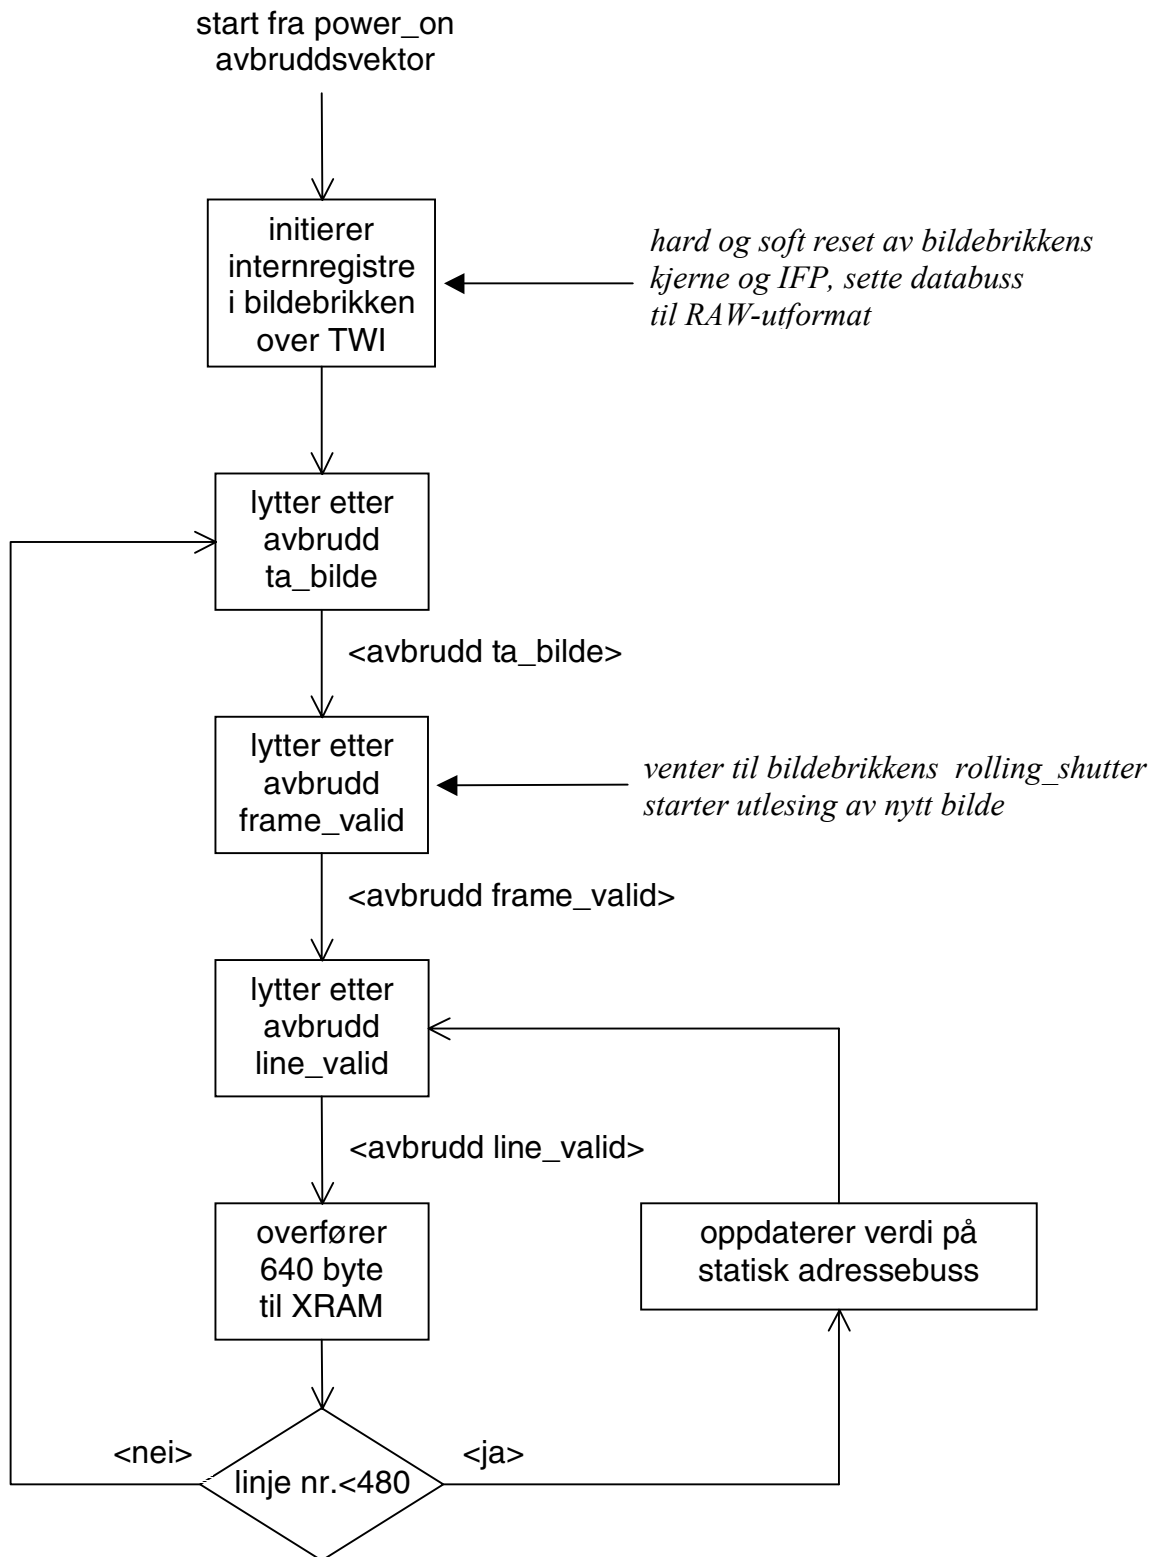 start fra power_on
avbruddsvektor
initierer
internregistre
i bildebrikken
over TWI
hard og soft reset av bildebrikkens
kjerne og IFP, sette databuss
til RAW-utformat
lytter etter
avbrudd
ta_bilde
<avbrudd ta_bilde>
lytter etter
avbrudd
frame_valid
venter til bildebrikkens rolling_shutter
starter utlesing av nytt bilde
<avbrudd frame_valid>
lytter etter
avbrudd
line_valid
<avbrudd line_valid>
overfører
640 byte
til XRAM
oppdaterer verdi på
statisk adressebuss
<nei>
<ja>
linje nr.<480